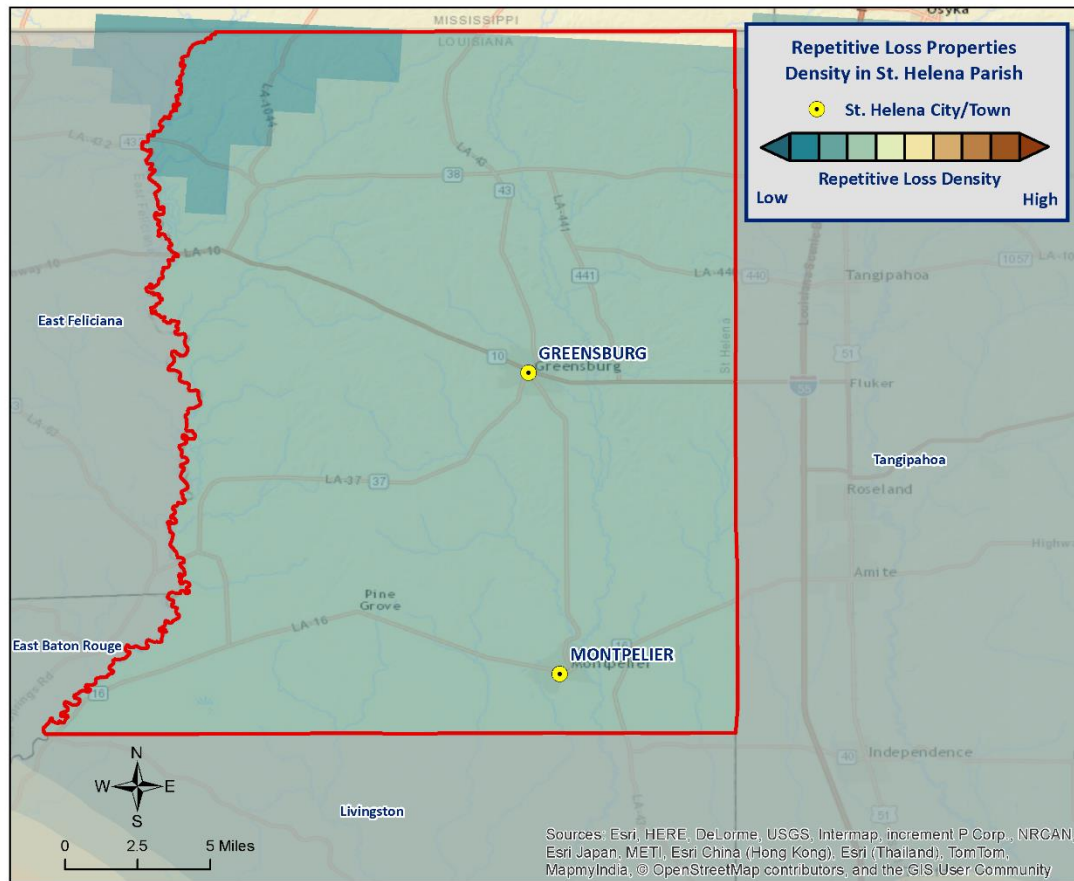 MISSISSIPPI
LOUISIANA
Osyka
Repetitive Loss Properties
Density in St. Helena Parish
St. Helena City/Town
Repetitive Loss Density
Low
High
LA-1044
LA-43
43
38
43
LA-441
441
LA-440
440
1057
LA-10
Tangipahoa
LA-10
East Feliciana
10
GREENSBURG
Greensburg
St Helena
51
55
Fluker
Tangipahoa
Roseland
LA-37
37
Amite
Pine
Grove
LA-16
16
East Baton Rouge
MONTPELIER
Montpelier
16
40
Independence
51
N
W
E
S
Livingston
0
2.5
5 Miles
Sources: Esri, HERE, DeLorme, USGS, Intermap, increment P Corp., NRCAN,
Esri Japan, METI, Esri China (Hong Kong), Esri (Thailand), TomTom,
MapmyIndia, © OpenStreetMap contributors, and the GIS User Community